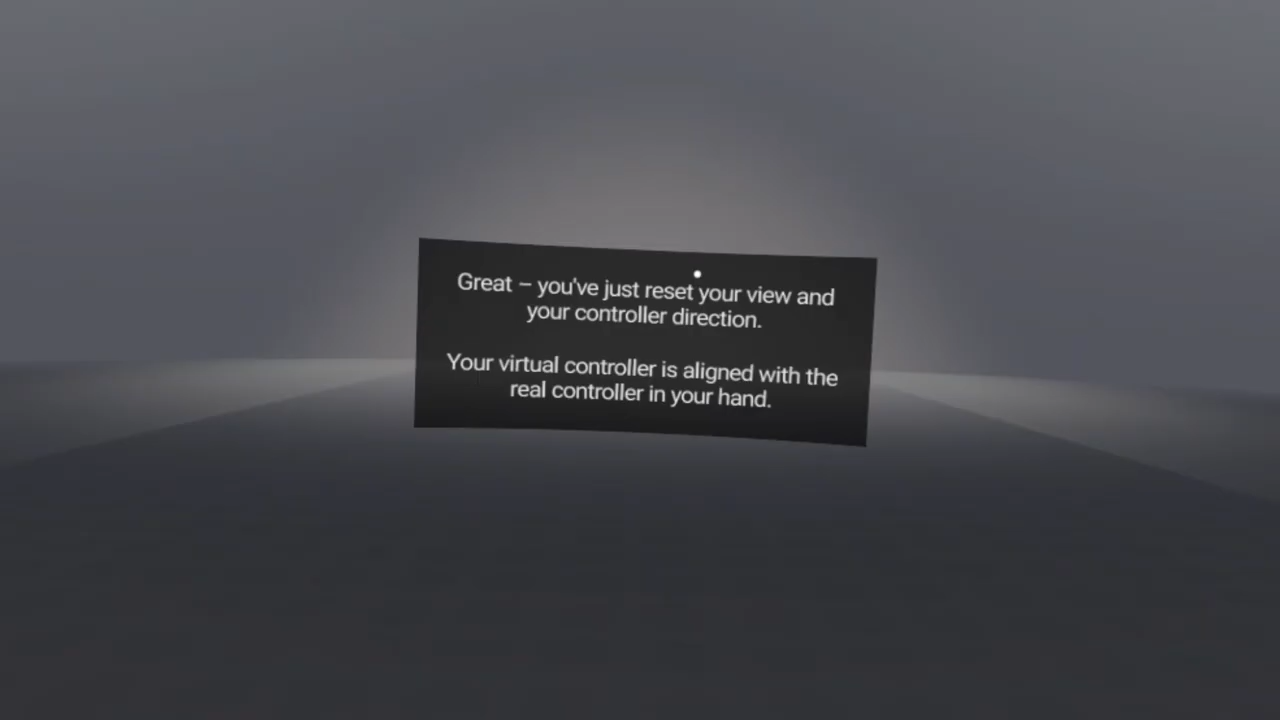 Great – you've just reset your view and
your controller direction.
Your virtual controller is aligned with the
real controller in your hand.